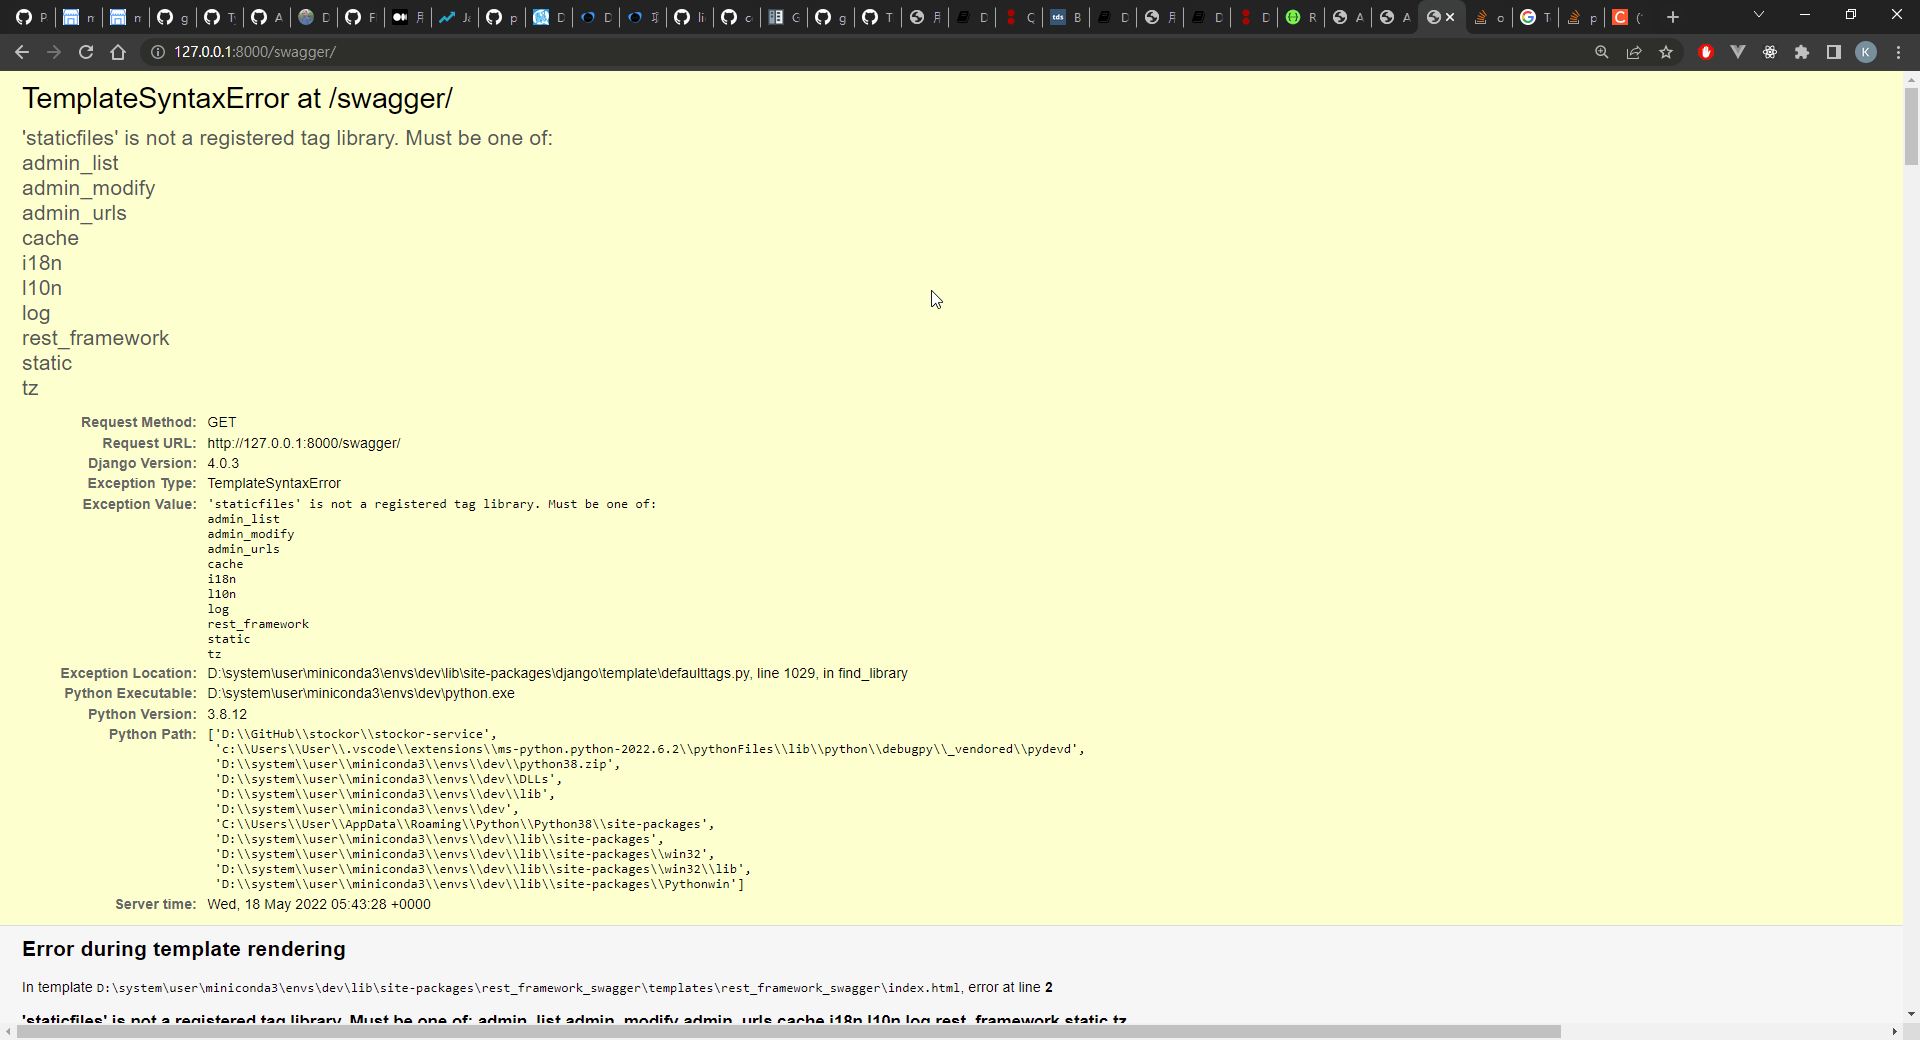 127.0.0.1:8000/swagger/
K
TemplateSyntaxError at /swagger/
'staticfiles' is not a registered tag library. Must be one of:
admin_list
admin_modify
admin_urls
cache
i18n
l10n
log
rest_framework
static
tz
Request Method: GET
Request URL: http://127.0.0.1:8000/swagger/
Django Version: 4.0.3
Exception Type: TemplateSyntaxError
Exception Value: 'staticfiles' is not a registered tag library. Must be one of:
admin_list
admin_modify
admin_urls
cache
i18n
l10n
log
rest_framework
static
tz
Exception Location: D:\system\user\miniconda3\envs\dev\lib\site-packages\django\template\defaulttags.py, line 1029, in find_library
Python Executable: D:\system\user\miniconda3\envs\dev\python.exe
Python Version: 3.8.12
Python Path: ['D:\\GitHub\\stockor\\stockor-service',
'c:\\Users\\User\\.vscode\\extensions\\ms-python.python-2022.6.2\\pythonFiles\\lib\\python\\debugpy\\_vendored\\pydevd',
'D:\\system\\user\\miniconda3\\envs\\dev\\python38.zip',
'D:\\system\\user\\miniconda3\\envs\\dev\\DLLs',
'D:\\system\\user\\miniconda3\\envs\\dev\\lib',
'D:\\system\\user\\miniconda3\\envs\\dev',
'C:\\Users\\User\\AppData\\Roaming\\Python\\Python38\\site-packages',
'D:\\system\\user\\miniconda3\\envs\\dev\\lib\\site-packages',
'D:\\system\\user\\miniconda3\\envs\\dev\\lib\\site-packages\\win32',
'D:\\system\\user\\miniconda3\\envs\\dev\\lib\\site-packages\\win32\\lib',
'D:\\system\\user\\miniconda3\\envs\\dev\\lib\\site-packages\\Pythonwin']
Server time: Wed, 18 May 2022 05:43:28 +0000
Error during template rendering
In template D:\system\user\miniconda3\envs\dev\lib\site-packages\rest_framework_swagger\templates\rest_framework_swagger\index.html, error at line 2
'staticfiles' is not a registered tag library. Must be one of: admin_list admin_modify admin_urls cache i18n l10n log rest_framework static tz